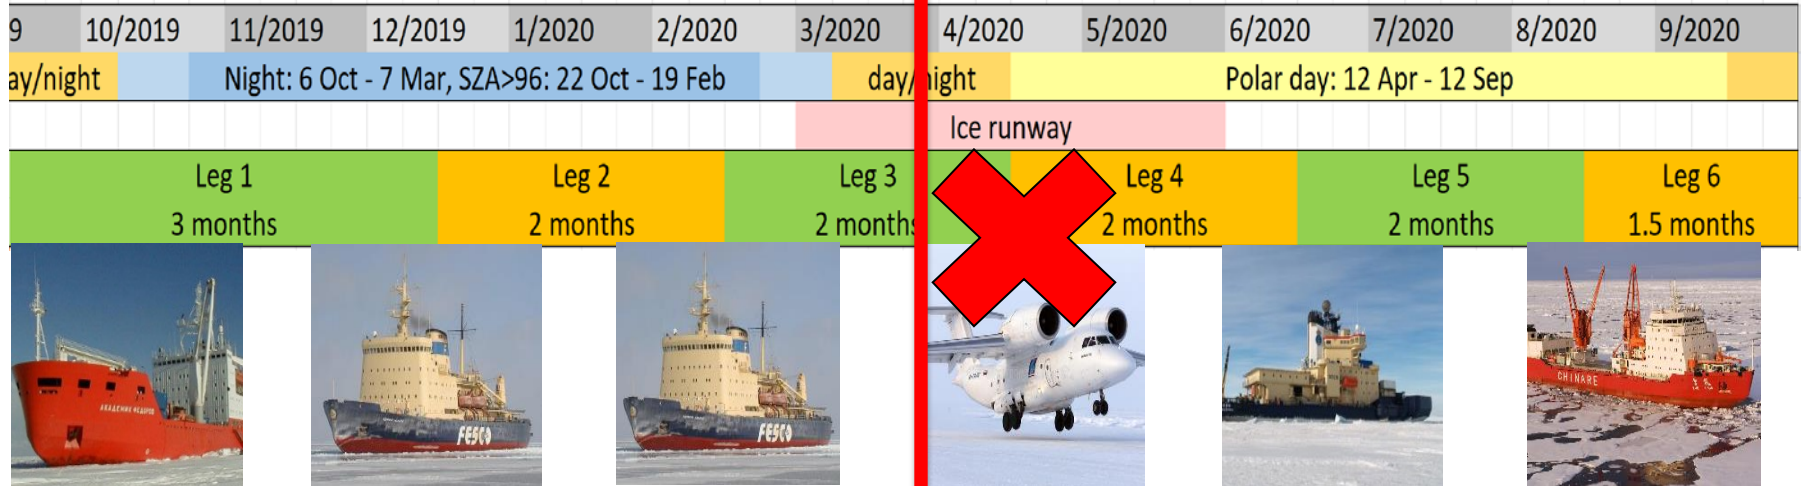 9 10/2019 11/2019 12/2019 1/2020 2/2020 3/2020 4/2020 5/2020 6/2020 7/2020 8/2020 9/2020
ay/night Night: 6 Oct - 7 Mar, SZA>96: 22 Oct - 19 Feb day/night Polar day: 12 Apr - 12 Sep
Ice runway
Leg 1 Leg 2 Leg 3 Leg 4 Leg 5 Leg 6
3 months 2 months 2 months 2 months 2 months 1.5 months
АКАДЕМИК ФЕДОРОВ
FESCO
FESCO
CHINARE